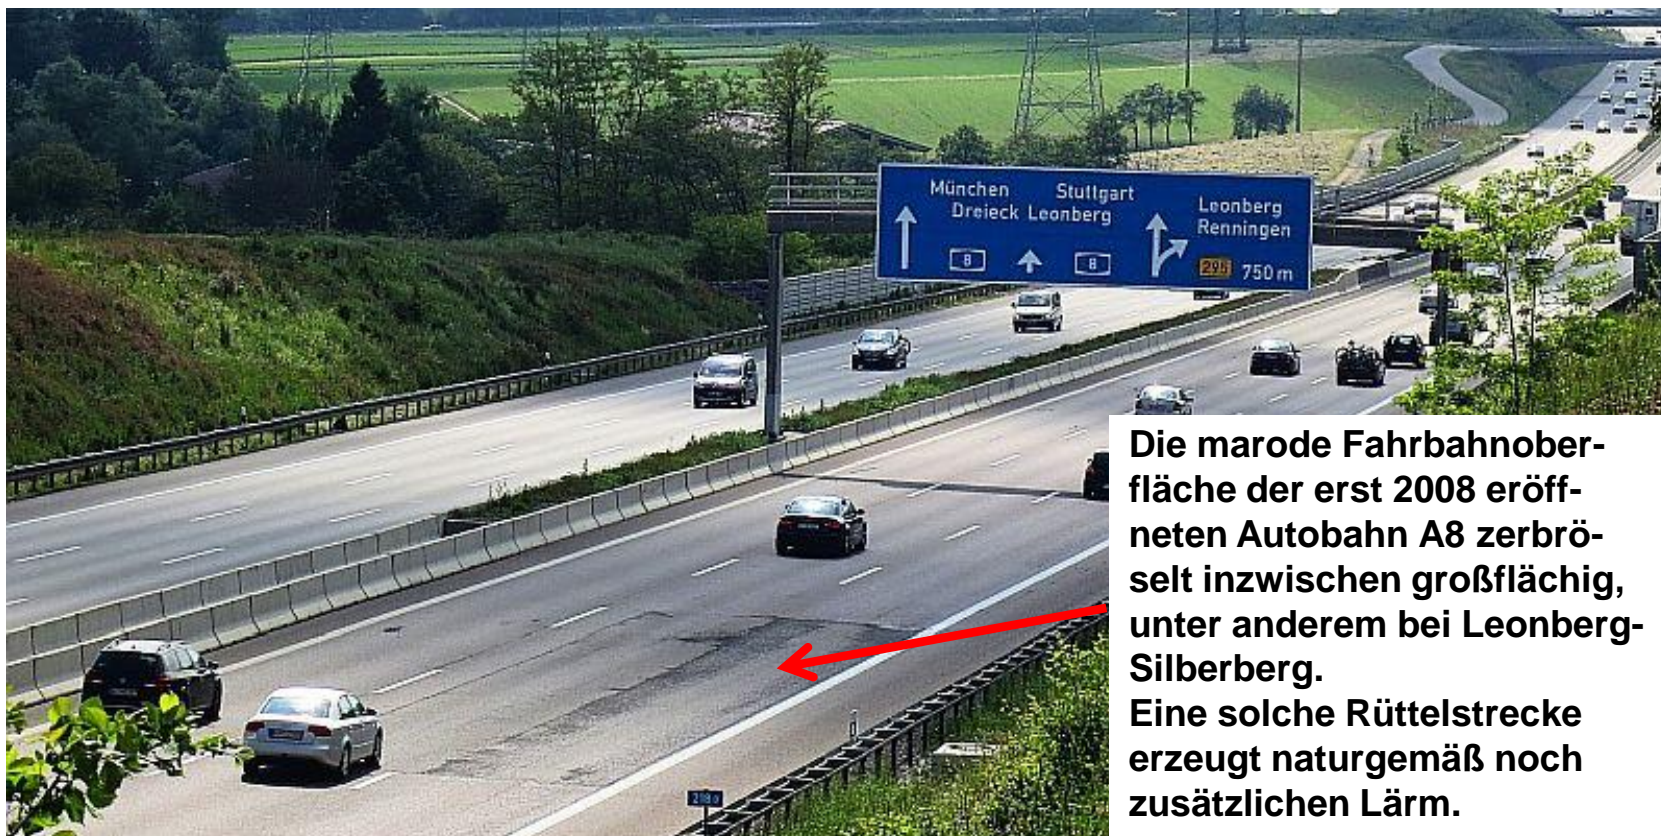 München Stuttgart
Dreieck Leonberg
Leonberg
Renningen
8
8
295 750 m
Die marode Fahrbahnober-
fläche der erst 2008 eröff-
neten Autobahn A8 zerbrö-
selt inzwischen großflächig,
unter anderem bei Leonberg-
Silberberg.
Eine solche Rüttelstrecke
erzeugt naturgemäß noch
zusätzlichen Lärm.